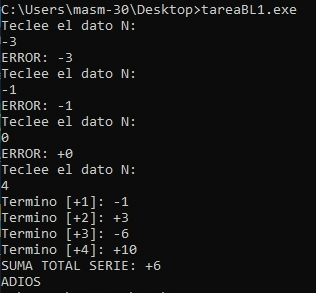 C:\Users\masm-30\Desktop>tareaBL1.exe
Teclee el dato N:
-3
ERROR: -3
Teclee el dato N:
-1
ERROR: -1
Teclee el dato N:
0
ERROR: +0
Teclee el dato N:
4
Termino [+1]: -1
Termino [+2]: +3
Termino [+3]: -6
Termino [+4]: +10
SUMA TOTAL SERIE: +6
ADIOS